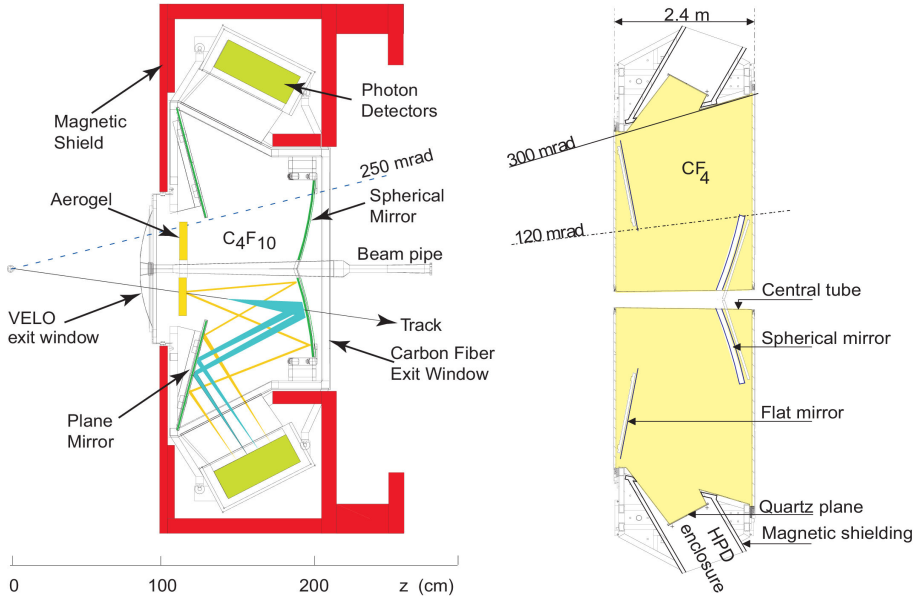 Magnetic
Shield
Photon
Detectors
250 mrad
Aerogel
C4F10
Spherical
Mirror
Beam pipe
VELO
exit window
Track
Carbon Fiber
Exit Window
Plane
Mirror
0
100
200
z (cm)
2.4 m
300 mrad
CF4
120 mrad
Central tube
Spherical mirror
Flat mirror
Quartz plane
Magnetic shielding
HPD
enclosure